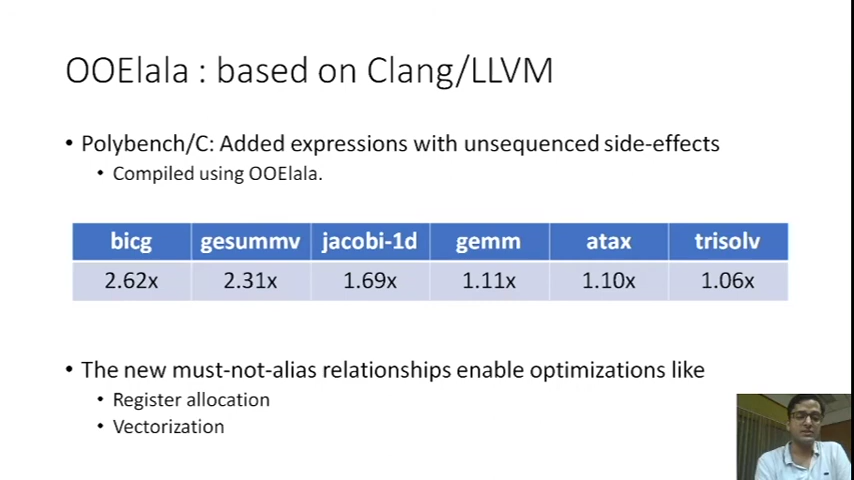 OOElala : based on Clang/LLVM
• Polybench/C: Added expressions with unsequenced side-effects
• Compiled using OOElala.
bicg gesummv jacobi-1d gemm atax trisolv
2.62x 2.31x 1.69x 1.11x 1.10x 1.06x
• The new must-not-alias relationships enable optimizations like
• Register allocation
• Vectorization